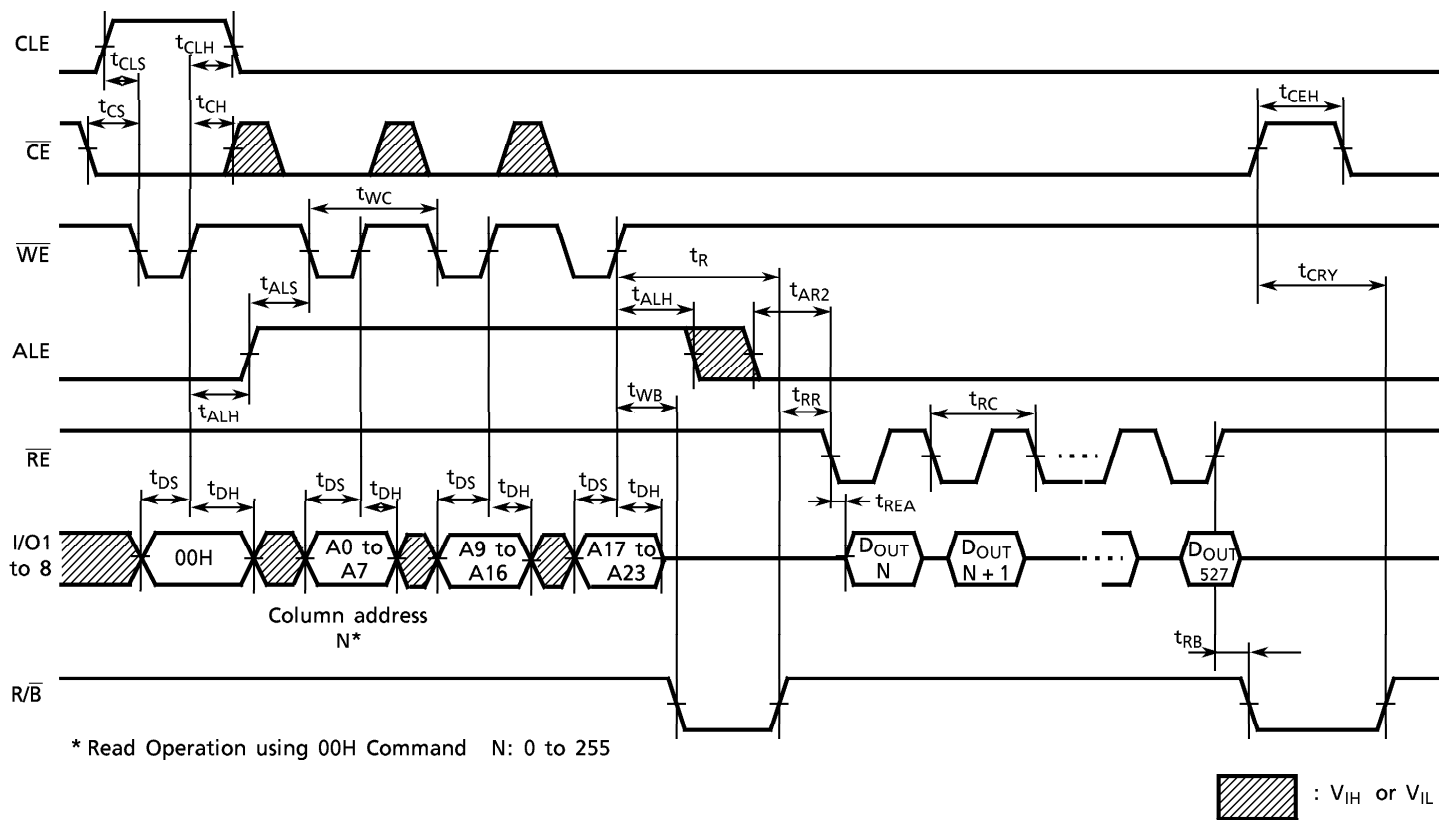 CLE
tCLS
tCLH
tCS
tCH
tCEH
CE
tWC
WE
tR
tCRY
tALS
tALH
tAR2
ALE
tALH
tWB
tRR
tRC
RE
tDS
tDH
tDS
tDH
tDS
tDH
tDS
tDH
tREA
I/O1
to 8
00H
A0 to
A7
A9 to
A16
A17 to
A23
DOUT
N
DOUT
N + 1
DOUT
527
Column address
N*
tRB
R/B
* Read Operation using 00H Command N: 0 to 255
: VIH or VIL